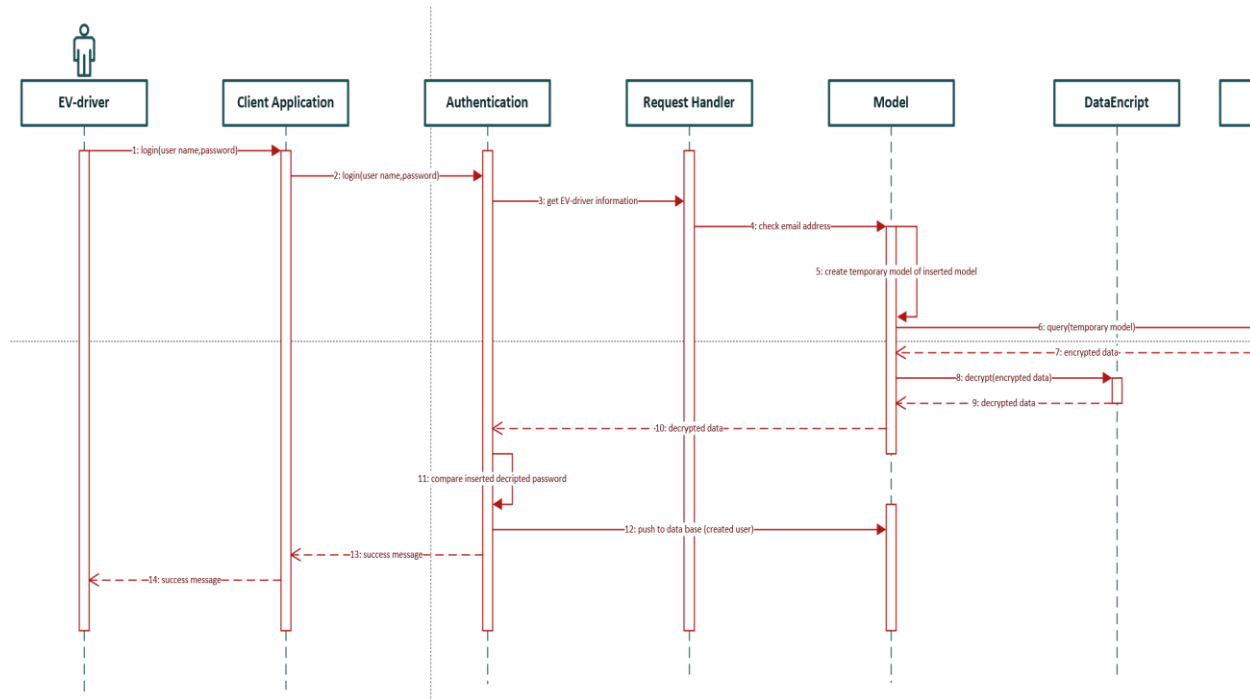 EV-driver
Client Application
Authentication
Request Handler
Model
DataEncript
1: login(user name,password)
2: login(user name,password)
3: get EV-driver information
4: check email address
5: create temporary model of inserted model
6: query(temporary model)
7: encrypted data
8: decrypt(encrypted data)
9: decrypted data
10: decrypted data
11: compare inserted decripted password
12: push to data base (created user)
13: success message
14: success message